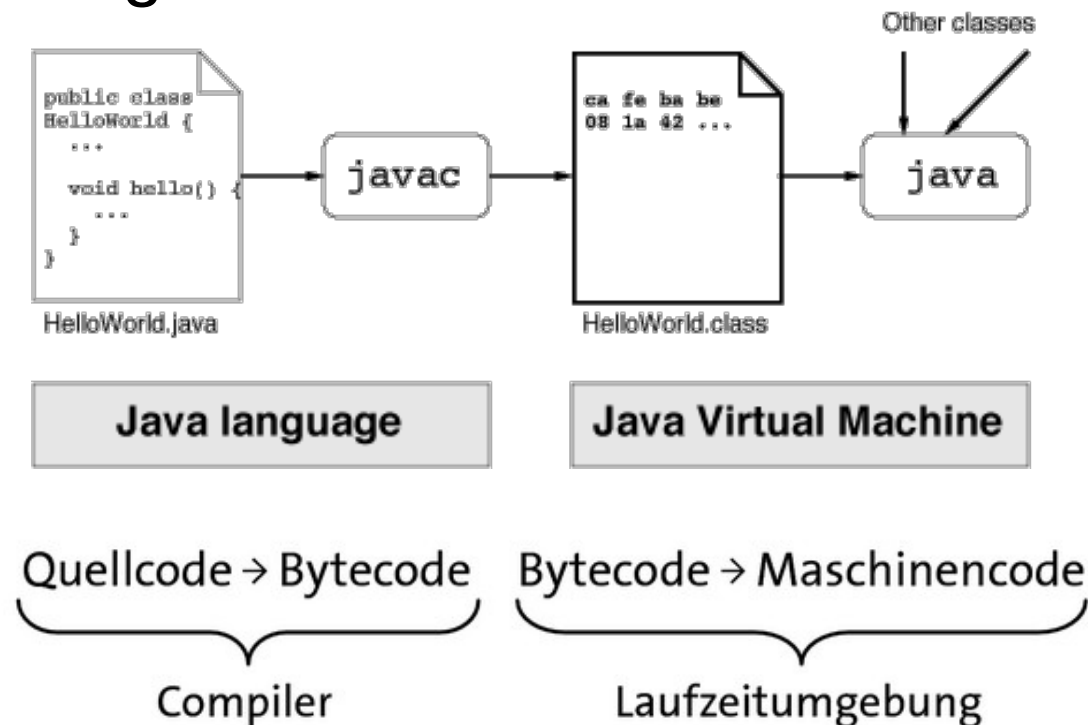 Other classes
public class
HelloWorld {
...
void hello() {
...
}
}
javac
ca fe ba be
08 1a 42 ...
java
HelloWorld.java
HelloWorld.class
Java language
Java Virtual Machine
Quellcode → Bytecode
Bytecode → Maschinencode
Compiler
Laufzeitumgebung